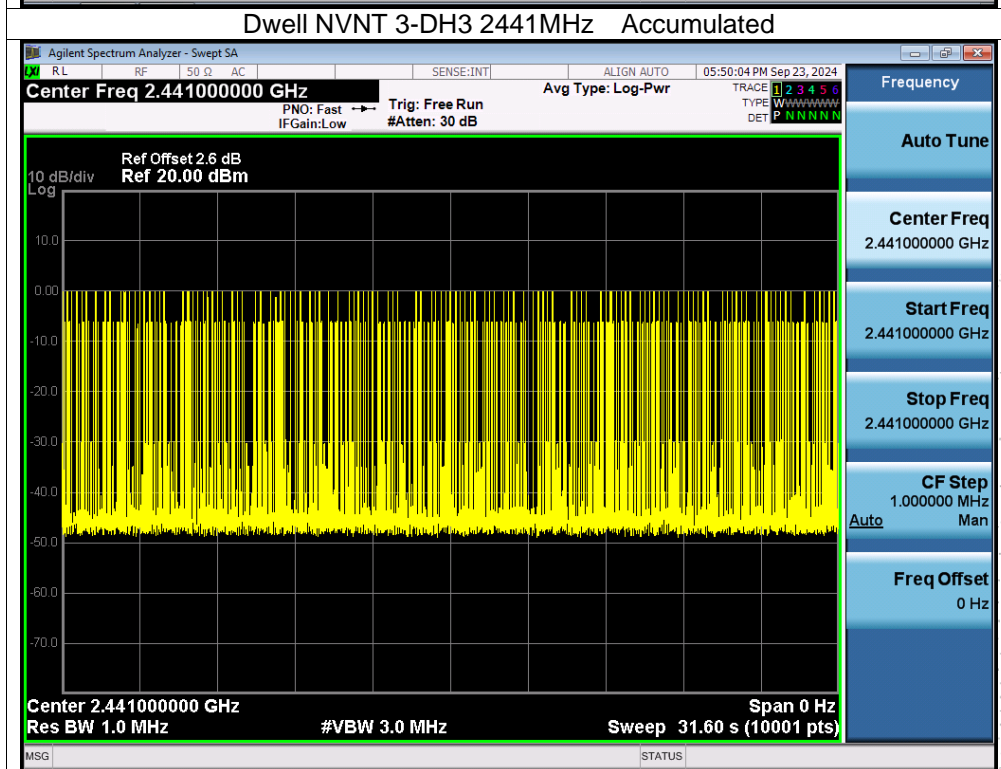 Dwell NVNT 3-DH3 2441MHz Accumulated
Agilent Spectrum Analyzer - Swept SA
LXI RL RF 50 Ω AC SENSE:INT ALIGN AUTO 05:50:04 PM Sep 23, 2024
Center Freq 2.441000000 GHz
PNO: Fast
IFGain:Low
Trig: Free Run
#Atten: 30 dB
Avg Type: Log-Pwr
TRACE 1 2 3 4 5 6
TYPE WWWWWW
DET P N N N N N
Ref Offset 2.6 dB
10 dB/div Ref 20.00 dBm
Log
10.0
0.00
-10.0
-20.0
-30.0
-40.0
-50.0
-60.0
-70.0
Center 2.441000000 GHz Span 0 Hz
Res BW 1.0 MHz #VBW 3.0 MHz Sweep 31.60 s (10001 pts)
MSG STATUS
Frequency
Auto Tune
Center Freq
2.441000000 GHz
Start Freq
2.441000000 GHz
Stop Freq
2.441000000 GHz
CF Step
1.000000 MHz
Auto Man
Freq Offset
0 Hz